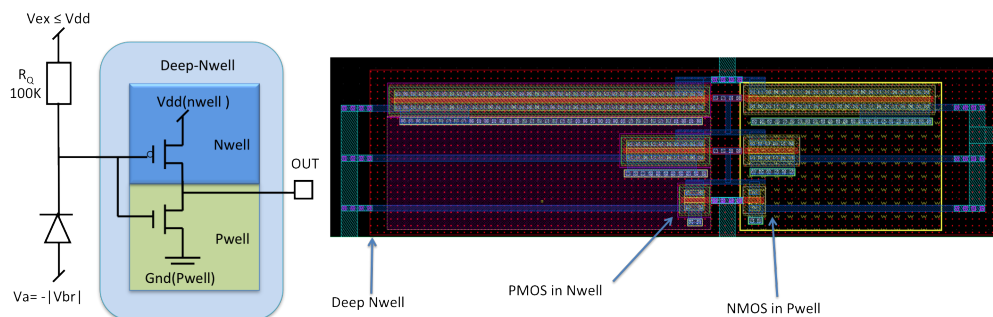 Vex ≤ Vdd
Deep-Nwell
RQ
100K
Vdd(nwell )
Nwell
OUT
Pwell
Gnd(Pwell)
Va= -|Vbr|
Deep Nwell
PMOS in Nwell
NMOS in Pwell